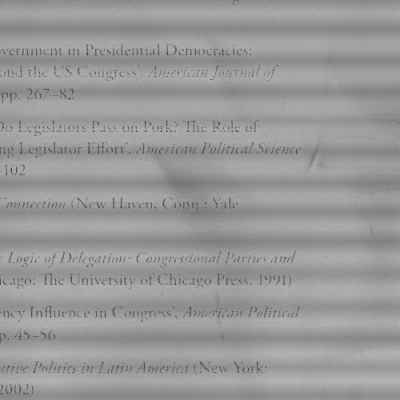 overnment in Presidential Democracies:
ond the US Congress', American Journal of
pp. 267–82
Do Legislators Pass on Pork? The Role of
ng Legislator Effort', American Political Science
–102
Connection (New Haven, Conn.: Yale
Logic of Delegation: Congressional Parties and
icago: The University of Chicago Press, 1991)
ency Influence in Congress', American Political
p. 45–56
ative Politics in Latin America (New York:
2002)